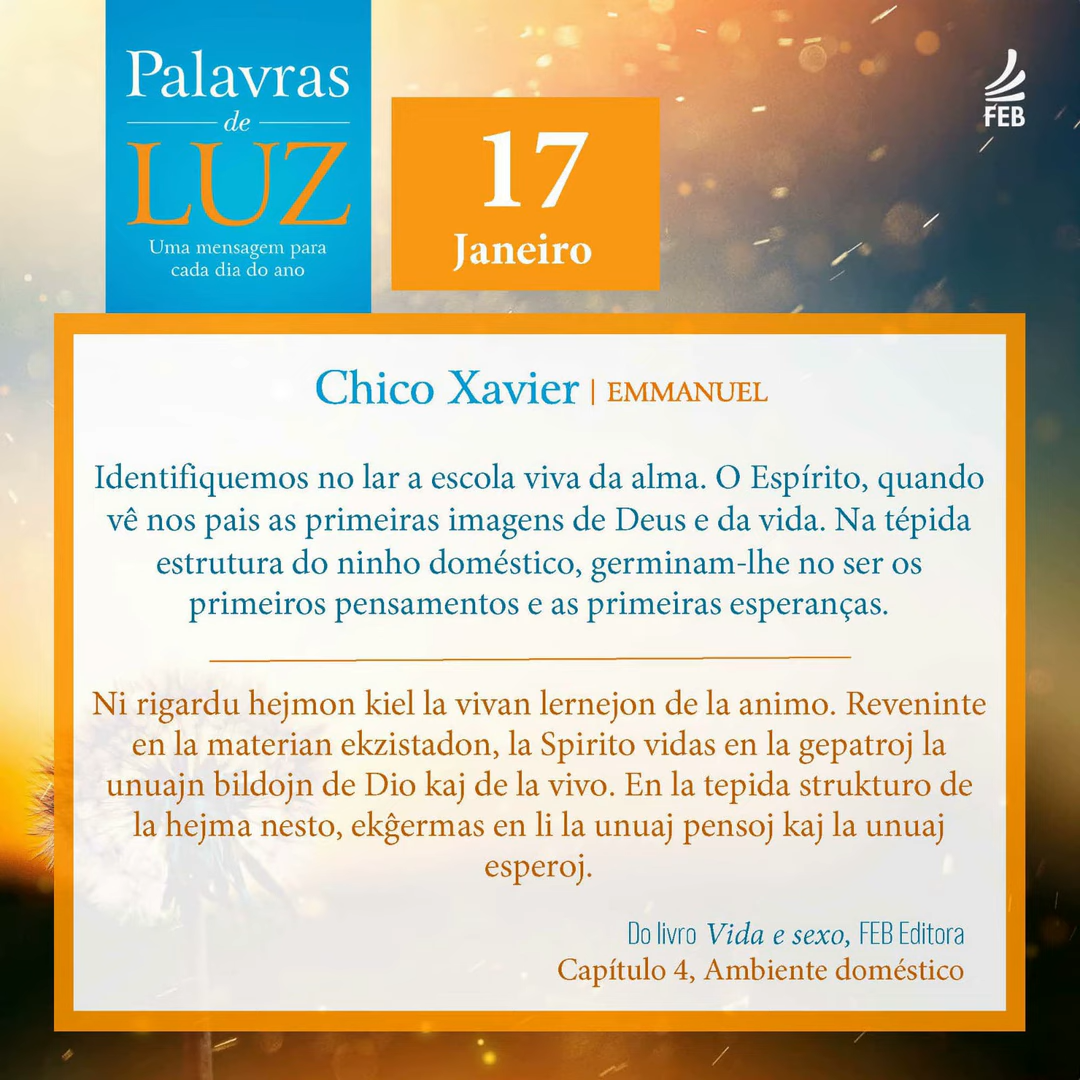 Palavras
de
LUZ
Uma mensagem para
cada dia do ano
17
Janeiro
FEB
Chico Xavier | EMMANUEL
Identifiquemos no lar a escola viva da alma. O Espírito, quando
vê nos pais as primeiras imagens de Deus e da vida. Na tépida
estrutura do ninho doméstico, germinam-lhe no ser os
primeiros pensamentos e as primeiras esperanças.
Ni rigardu hejmon kiel la vivan lernejon de la animo. Reveninte
en la materian ekzistadon, la Spirito vidas en la gepatroj la
unuajn bildojn de Dio kaj de la vivo. En la tepida strukturo de
la hejma nesto, ekĝermas en li la unuaj pensoj kaj la unuaj
esperoj.
Do livro Vida e sexo, FEB Editora
Capítulo 4, Ambiente doméstico